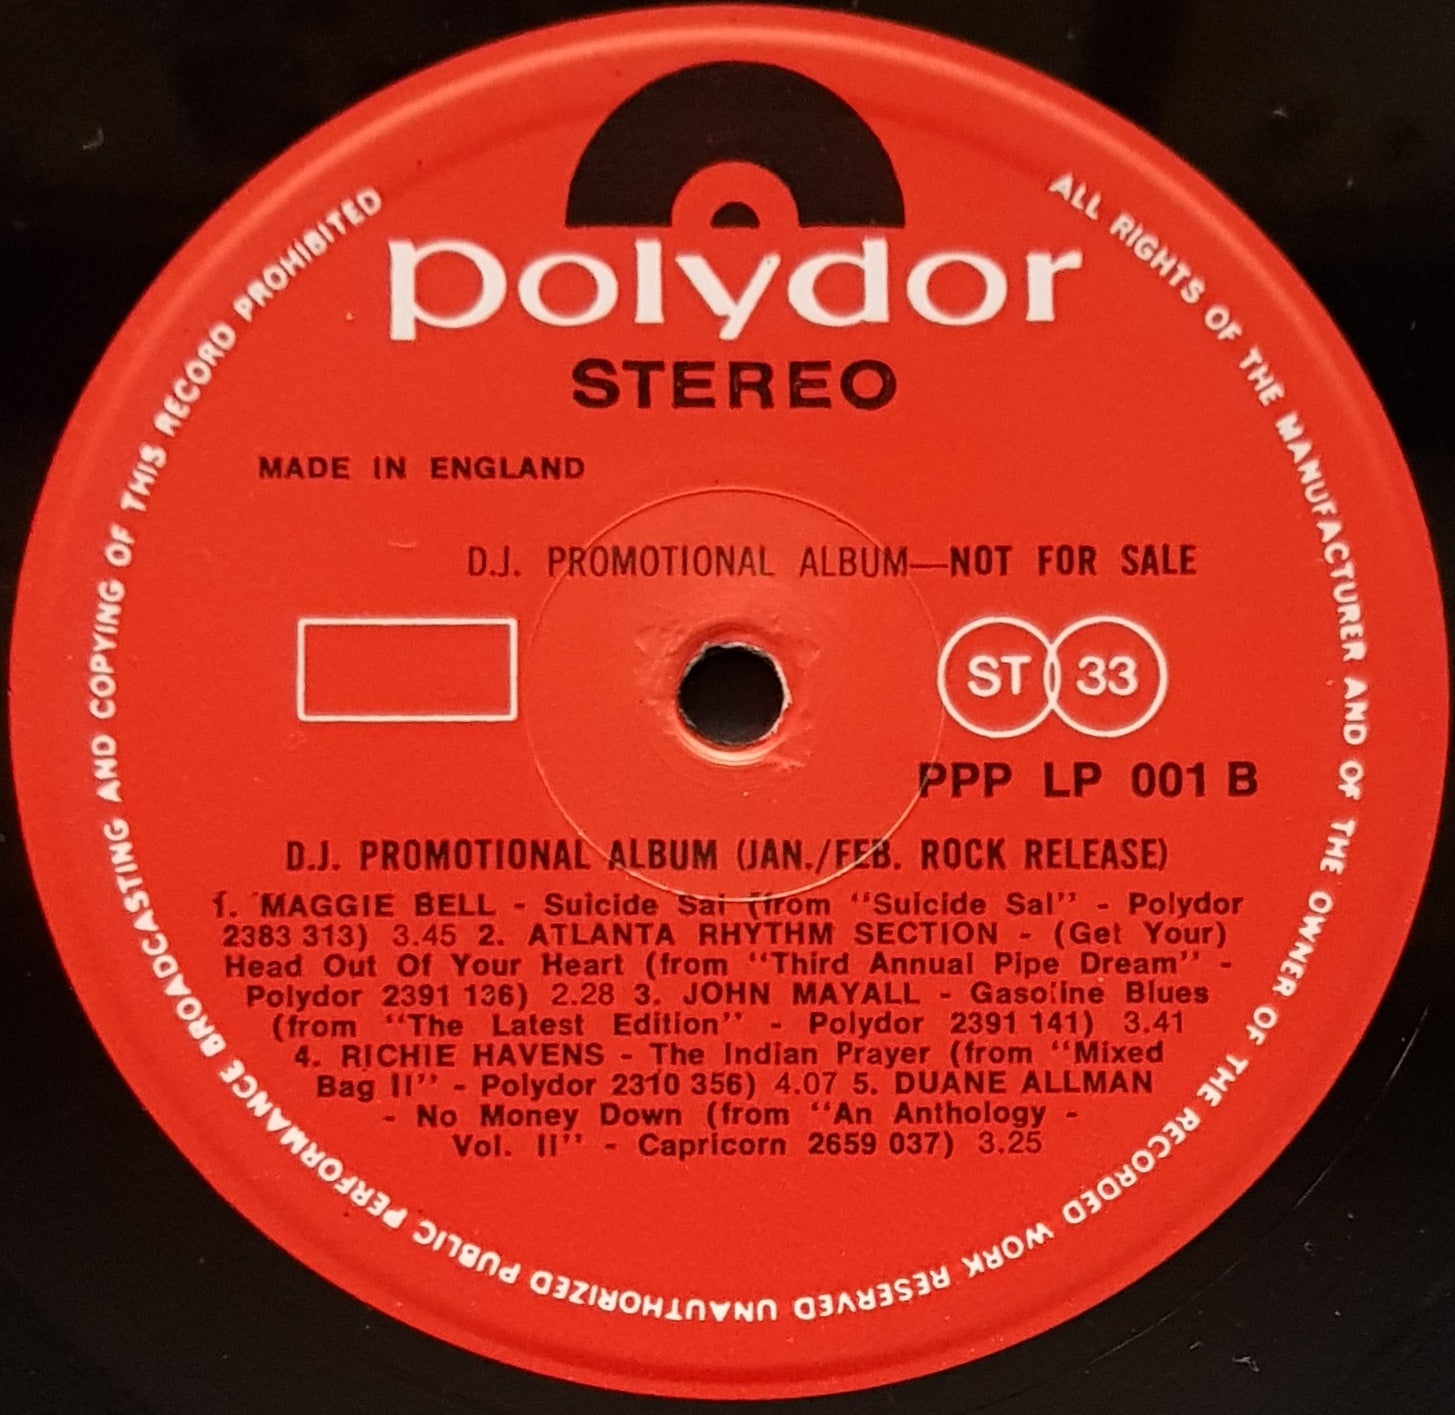 polydor
STEREO
MADE IN ENGLAND
D.J. PROMOTIONAL ALBUM—NOT FOR SALE
ST 33
PPP LP 001 B
D.J. PROMOTIONAL ALBUM (JAN./FEB. ROCK RELEASE)
1. MAGGIE BELL - Suicide Sal (from "Suicide Sal" - Polydor
2383 313) 3.45 2. ATLANTA RHYTHM SECTION - (Get Your)
Head Out Of Your Heart (from "Third Annual Pipe Dream" -
Polydor 2391 136) 2.28 3. JOHN MAYALL - Gasoline Blues
(from "The Latest Edition" - Polydor 2391 141) 3.41
4. RICHIE HAVENS - The Indian Prayer (from "Mixed
Bag II" - Polydor 2310 356) 4.07 5. DUANE ALLMAN
- No Money Down (from "An Anthology -
Vol. II" - Capricorn 2659 037) 3.25
ALL RIGHTS OF THE MANUFACTURER AND OF THE OWNER OF THE RECORDED WORK RESERVED UNAUTHORIZED PUBLIC PERFORMANCE BROADCASTING AND COPYING OF THIS RECORD PROHIBITED